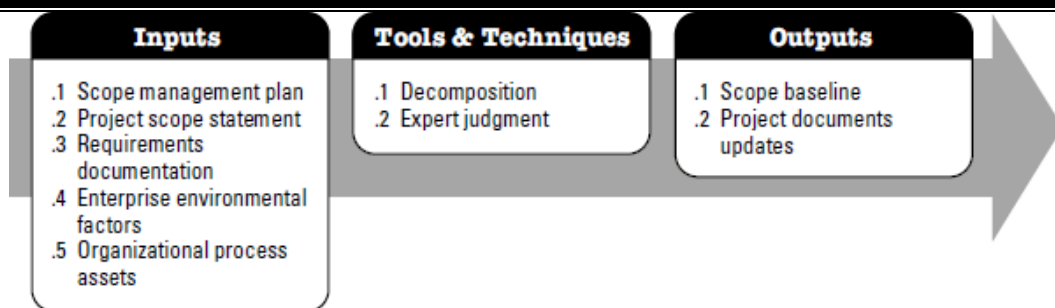 Inputs
.1 Scope management plan
.2 Project scope statement
.3 Requirements
documentation
.4 Enterprise environmental
factors
.5 Organizational process
assets
Tools & Techniques
.1 Decomposition
.2 Expert judgment
Outputs
.1 Scope baseline
.2 Project documents
updates